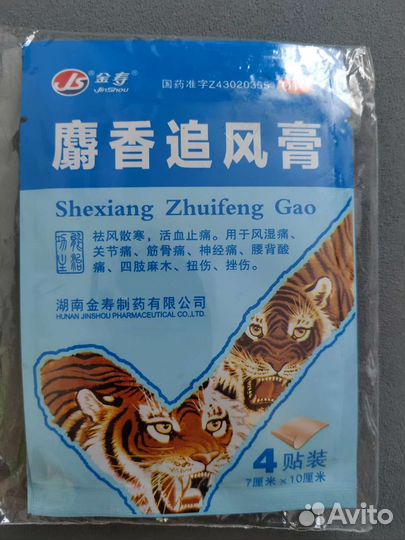 JS® 金寿
JINSHOU
国药准字Z43020355 OTC
麝香追风膏
Shexiang Zhuifeng Gao
祛风散寒，活血止痛。用于风湿痛、
关节痛、筋骨痛、神经痛、腰背酸
痛、四肢麻木、扭伤、挫伤。
湖南金寿制药有限公司
HUNAN JINSHOU PHARMACEUTICAL CO.,LTD.
4贴装
7厘米×10厘米
Avito